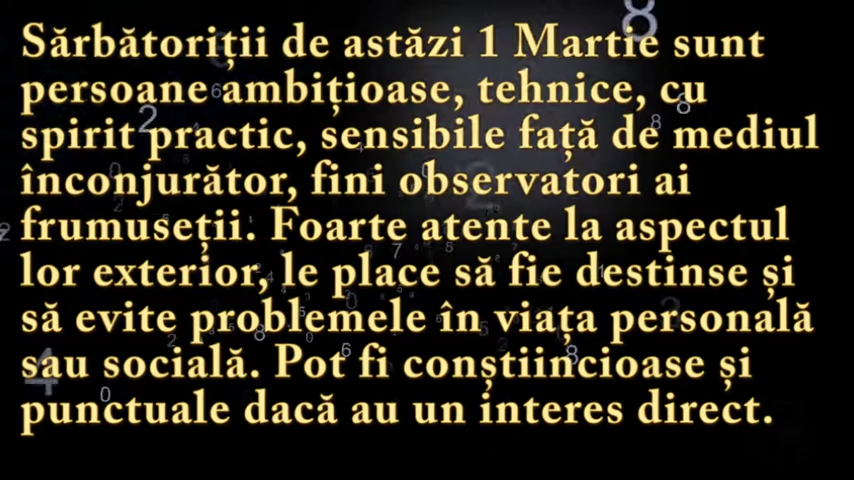 Sărbătoriții de astăzi 1 Martie sunt
persoane ambițioase, tehnice, cu
spirit practic, sensibile față de mediul
înconjurător, fini observatori ai
frumuseții. Foarte atente la aspectul
lor exterior, le place să fie destinse și
să evite problemele în viața personală
sau socială. Pot fi conștiincioase și
punctuale dacă au un interes direct.